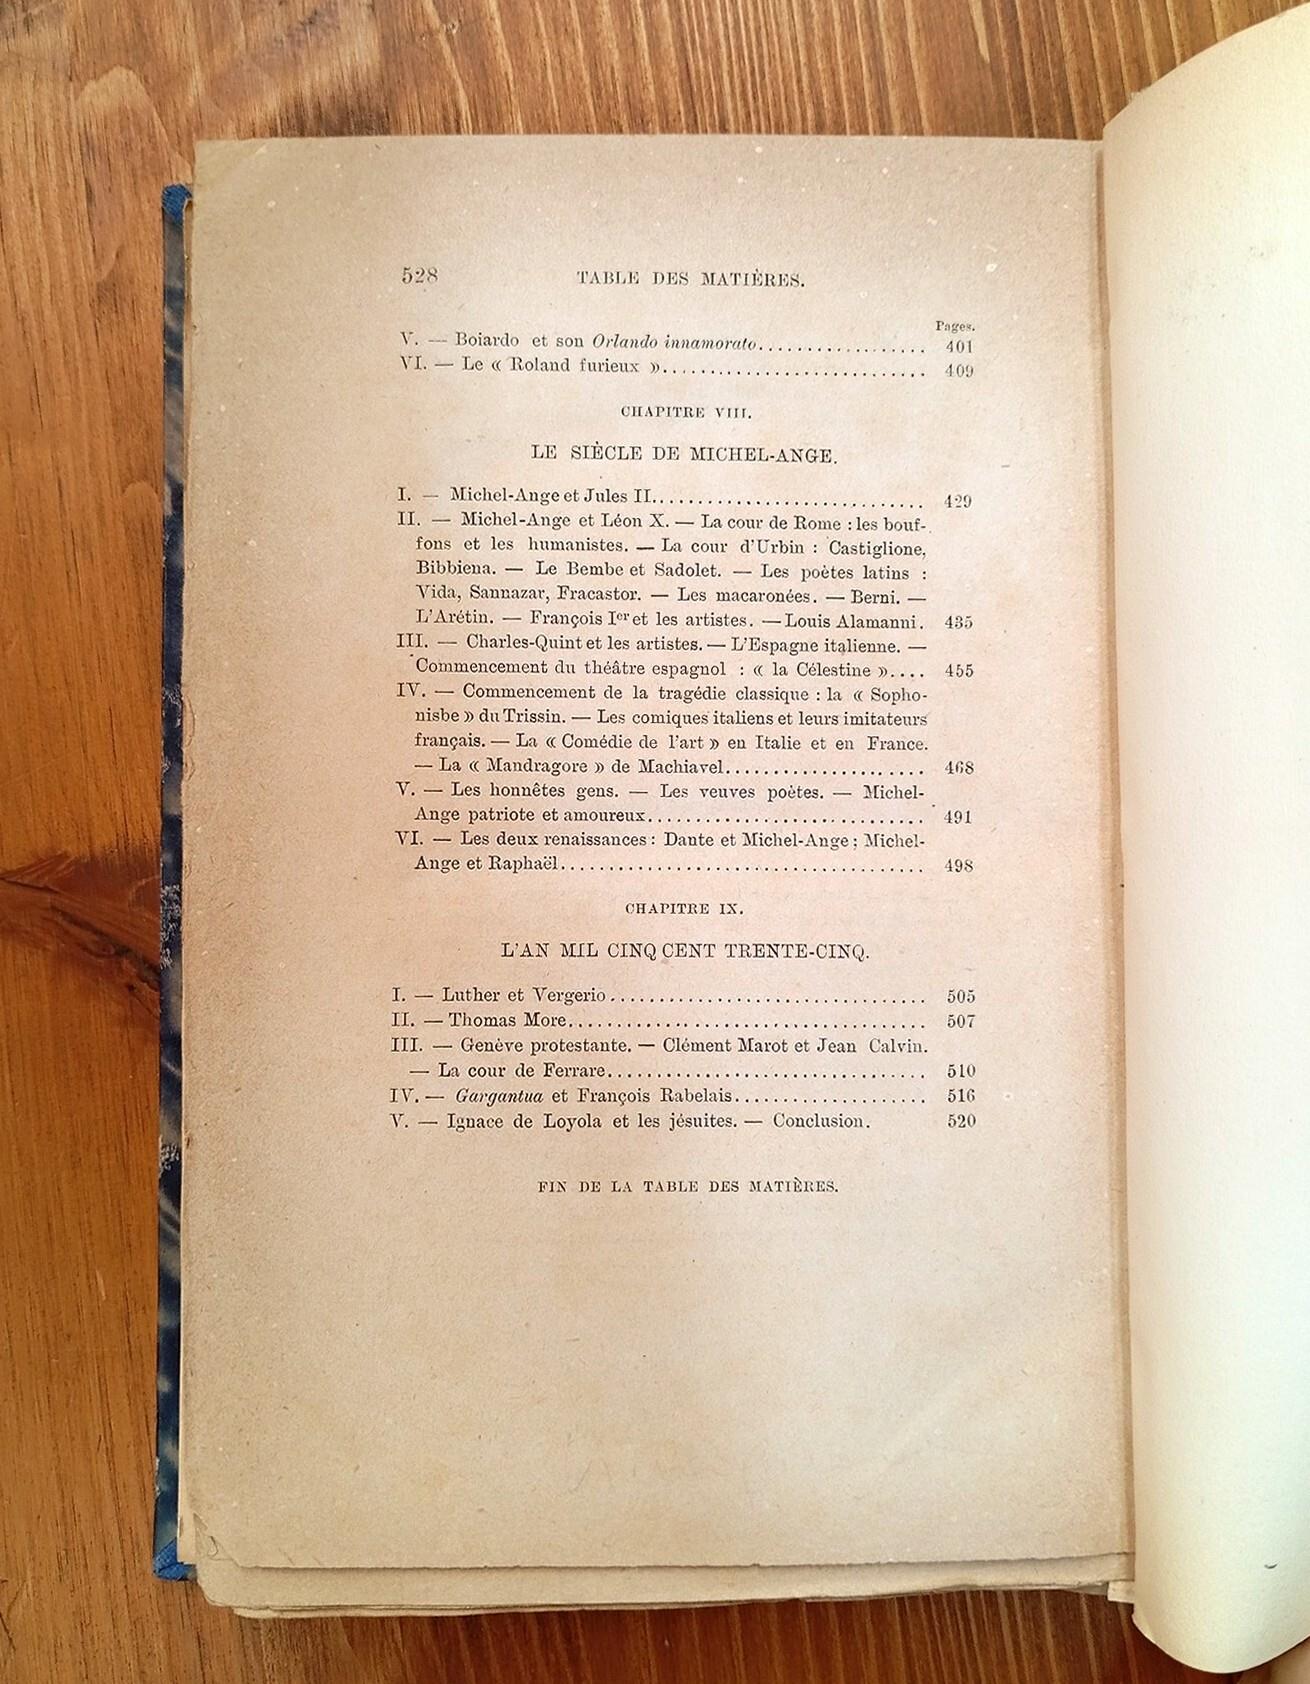 528 TABLE DES MATIÈRES.
Pages.
V. — Boiardo et son Orlando innamorato.................. 401
VI. — Le « Roland furieux »............................ 409
CHAPITRE VIII.
LE SIÈCLE DE MICHEL-ANGE.
I. — Michel-Ange et Jules II............................ 429
II. — Michel-Ange et Léon X. — La cour de Rome : les bouf-
fons et les humanistes. — La cour d'Urbin : Castiglione,
Bibbiena. — Le Bembe et Sadolet. — Les poètes latins :
Vida, Sannazar, Fracastor. — Les macaronées. — Berni. —
L'Arétin. — François Ier et les artistes. — Louis Alamanni. 435
III. — Charles-Quint et les artistes. — L'Espagne italienne. —
Commencement du théâtre espagnol : « la Célestine ».... 455
IV. — Commencement de la tragédie classique : la « Sopho-
nisbe » du Trissin. — Les comiques italiens et leurs imitateurs
français. — La « Comédie de l'art » en Italie et en France.
— La « Mandragore » de Machiavel..................... 468
V. — Les honnêtes gens. — Les veuves poètes. — Michel-
Ange patriote et amoureux............................. 491
VI. — Les deux renaissances : Dante et Michel-Ange ; Michel-
Ange et Raphaël...................................... 498
CHAPITRE IX.
L'AN MIL CINQ CENT TRENTE-CINQ.
I. — Luther et Vergerio................................. 505
II. — Thomas More..................................... 507
III. — Genève protestante. — Clément Marot et Jean Calvin.
— La cour de Ferrare................................. 510
IV. — Gargantua et François Rabelais.................... 516
V. — Ignace de Loyola et les jésuites. — Conclusion. 520
FIN DE LA TABLE DES MATIÈRES.